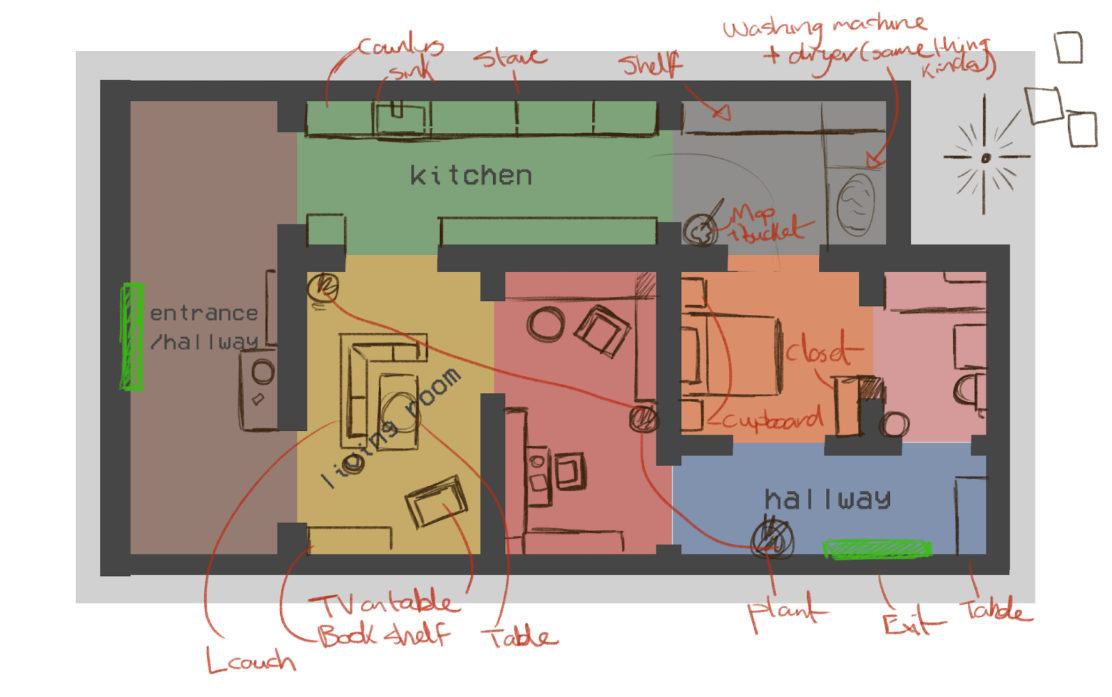 Washing machine
+ dryer (same thing
kinda)
Counters
sink
Stove
Shelf
kitchen
Mop
+ bucket
entrance
/hallway
living room
closet
cupboard
hallway
TV on table
Book shelf
Table
L couch
plant
Exit
Table